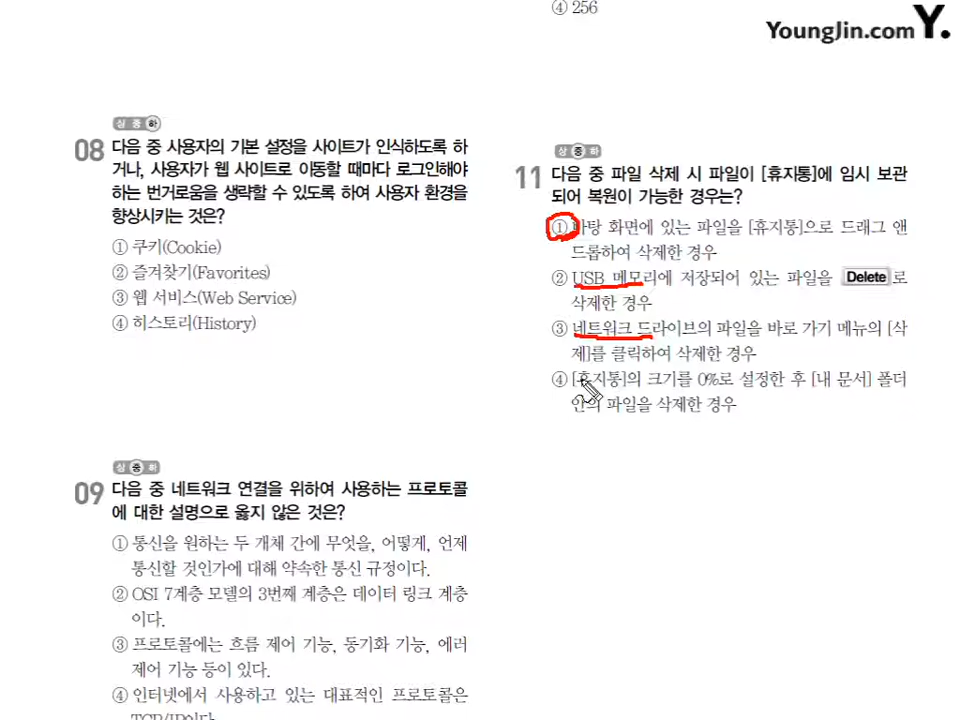 ④ 256
YoungJin.com Y.
상 중 하
08 다음 중 사용자의 기본 설정을 사이트가 인식하도록 하
거나, 사용자가 웹 사이트로 이동할 때마다 로그인해야
하는 번거로움을 생략할 수 있도록 하여 사용자 환경을
향상시키는 것은?
① 쿠키(Cookie)
② 즐겨찾기(Favorites)
③ 웹 서비스(Web Service)
④ 히스토리(History)
상 중 하
09 다음 중 네트워크 연결을 위하여 사용하는 프로토콜
에 대한 설명으로 옳지 않은 것은?
① 통신을 원하는 두 개체 간에 무엇을, 어떻게, 언제
통신할 것인가에 대해 약속한 통신 규정이다.
② OSI 7계층 모델의 3번째 계층은 데이터 링크 계층
이다.
③ 프로토콜에는 흐름 제어 기능, 동기화 기능, 에러
제어 기능 등이 있다.
④ 인터넷에서 사용하고 있는 대표적인 프로토콜은
TCP/IP이다.
상 중 하
11 다음 중 파일 삭제 시 파일이 [휴지통]에 임시 보관
되어 복원이 가능한 경우는?
① 바탕 화면에 있는 파일을 [휴지통]으로 드래그 앤
드롭하여 삭제한 경우
② USB 메모리에 저장되어 있는 파일을 Delete로
삭제한 경우
③ 네트워크 드라이브의 파일을 바로 가기 메뉴의 [삭
제]를 클릭하여 삭제한 경우
④ [휴지통]의 크기를 0%로 설정한 후 [내 문서] 폴더
안의 파일을 삭제한 경우